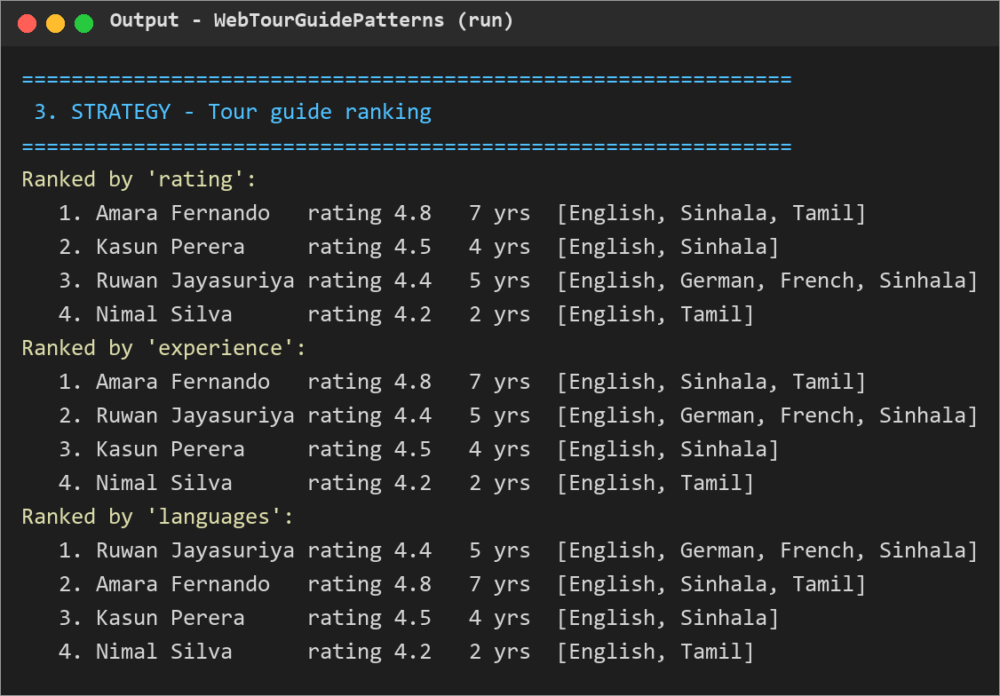 Output - WebTourGuidePatterns (run)
==============================================================
 3. STRATEGY - Tour guide ranking
==============================================================
Ranked by 'rating':
   1. Amara Fernando   rating 4.8   7 yrs  [English, Sinhala, Tamil]
   2. Kasun Perera     rating 4.5   4 yrs  [English, Sinhala]
   3. Ruwan Jayasuriya rating 4.4   5 yrs  [English, German, French, Sinhala]
   4. Nimal Silva      rating 4.2   2 yrs  [English, Tamil]
Ranked by 'experience':
   1. Amara Fernando   rating 4.8   7 yrs  [English, Sinhala, Tamil]
   2. Ruwan Jayasuriya rating 4.4   5 yrs  [English, German, French, Sinhala]
   3. Kasun Perera     rating 4.5   4 yrs  [English, Sinhala]
   4. Nimal Silva      rating 4.2   2 yrs  [English, Tamil]
Ranked by 'languages':
   1. Ruwan Jayasuriya rating 4.4   5 yrs  [English, German, French, Sinhala]
   2. Amara Fernando   rating 4.8   7 yrs  [English, Sinhala, Tamil]
   3. Kasun Perera     rating 4.5   4 yrs  [English, Sinhala]
   4. Nimal Silva      rating 4.2   2 yrs  [English, Tamil]